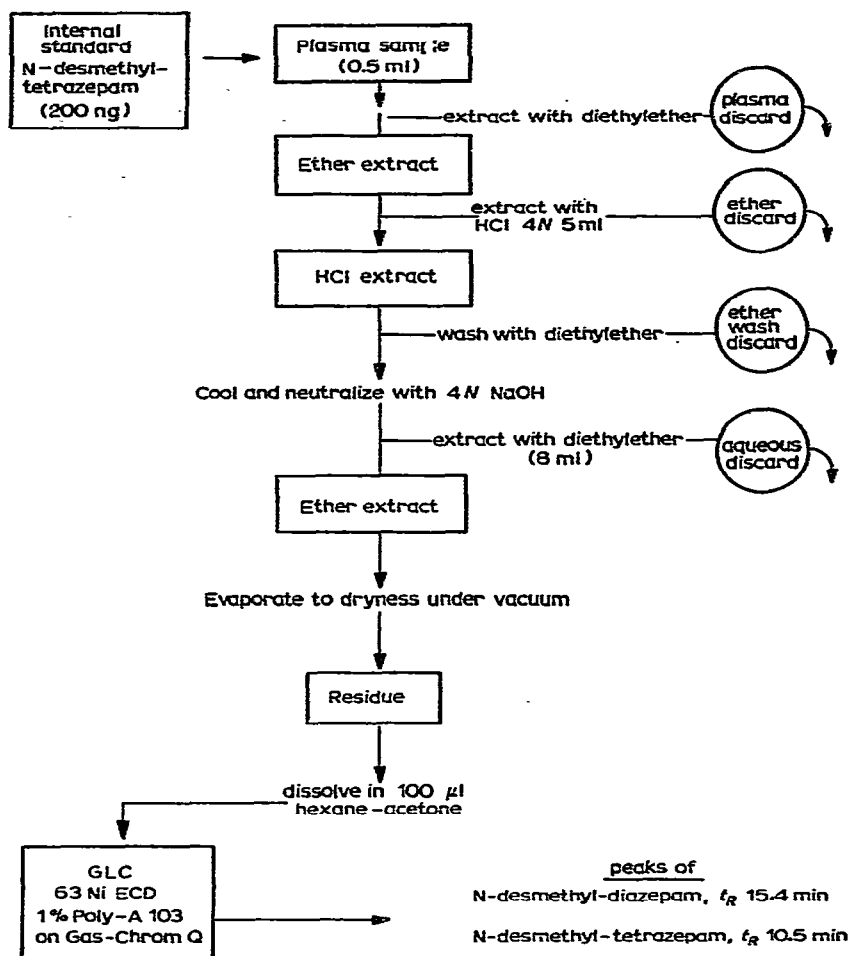 Internal
standard
N-desmethyl-
tetrazepam
(200 ng)
Plasma sample
(0.5 ml)
extract with diethylether
plasma
discard
Ether extract
extract with
HCl 4N 5ml
ether
discard
HCl extract
wash with diethylether
ether
wash
discard
Cool and neutralize with 4N NaOH
extract with diethylether
(8 ml)
aqueous
discard
Ether extract
Evaporate to dryness under vacuum
Residue
dissolve in 100 µl
hexane-acetone
GLC
63 Ni ECD
1% Poly-A 103
on Gas-Chrom Q
peaks of
N-desmethyl-diazepam, tR 15.4 min
N-desmethyl-tetrazepam, tR 10.5 min